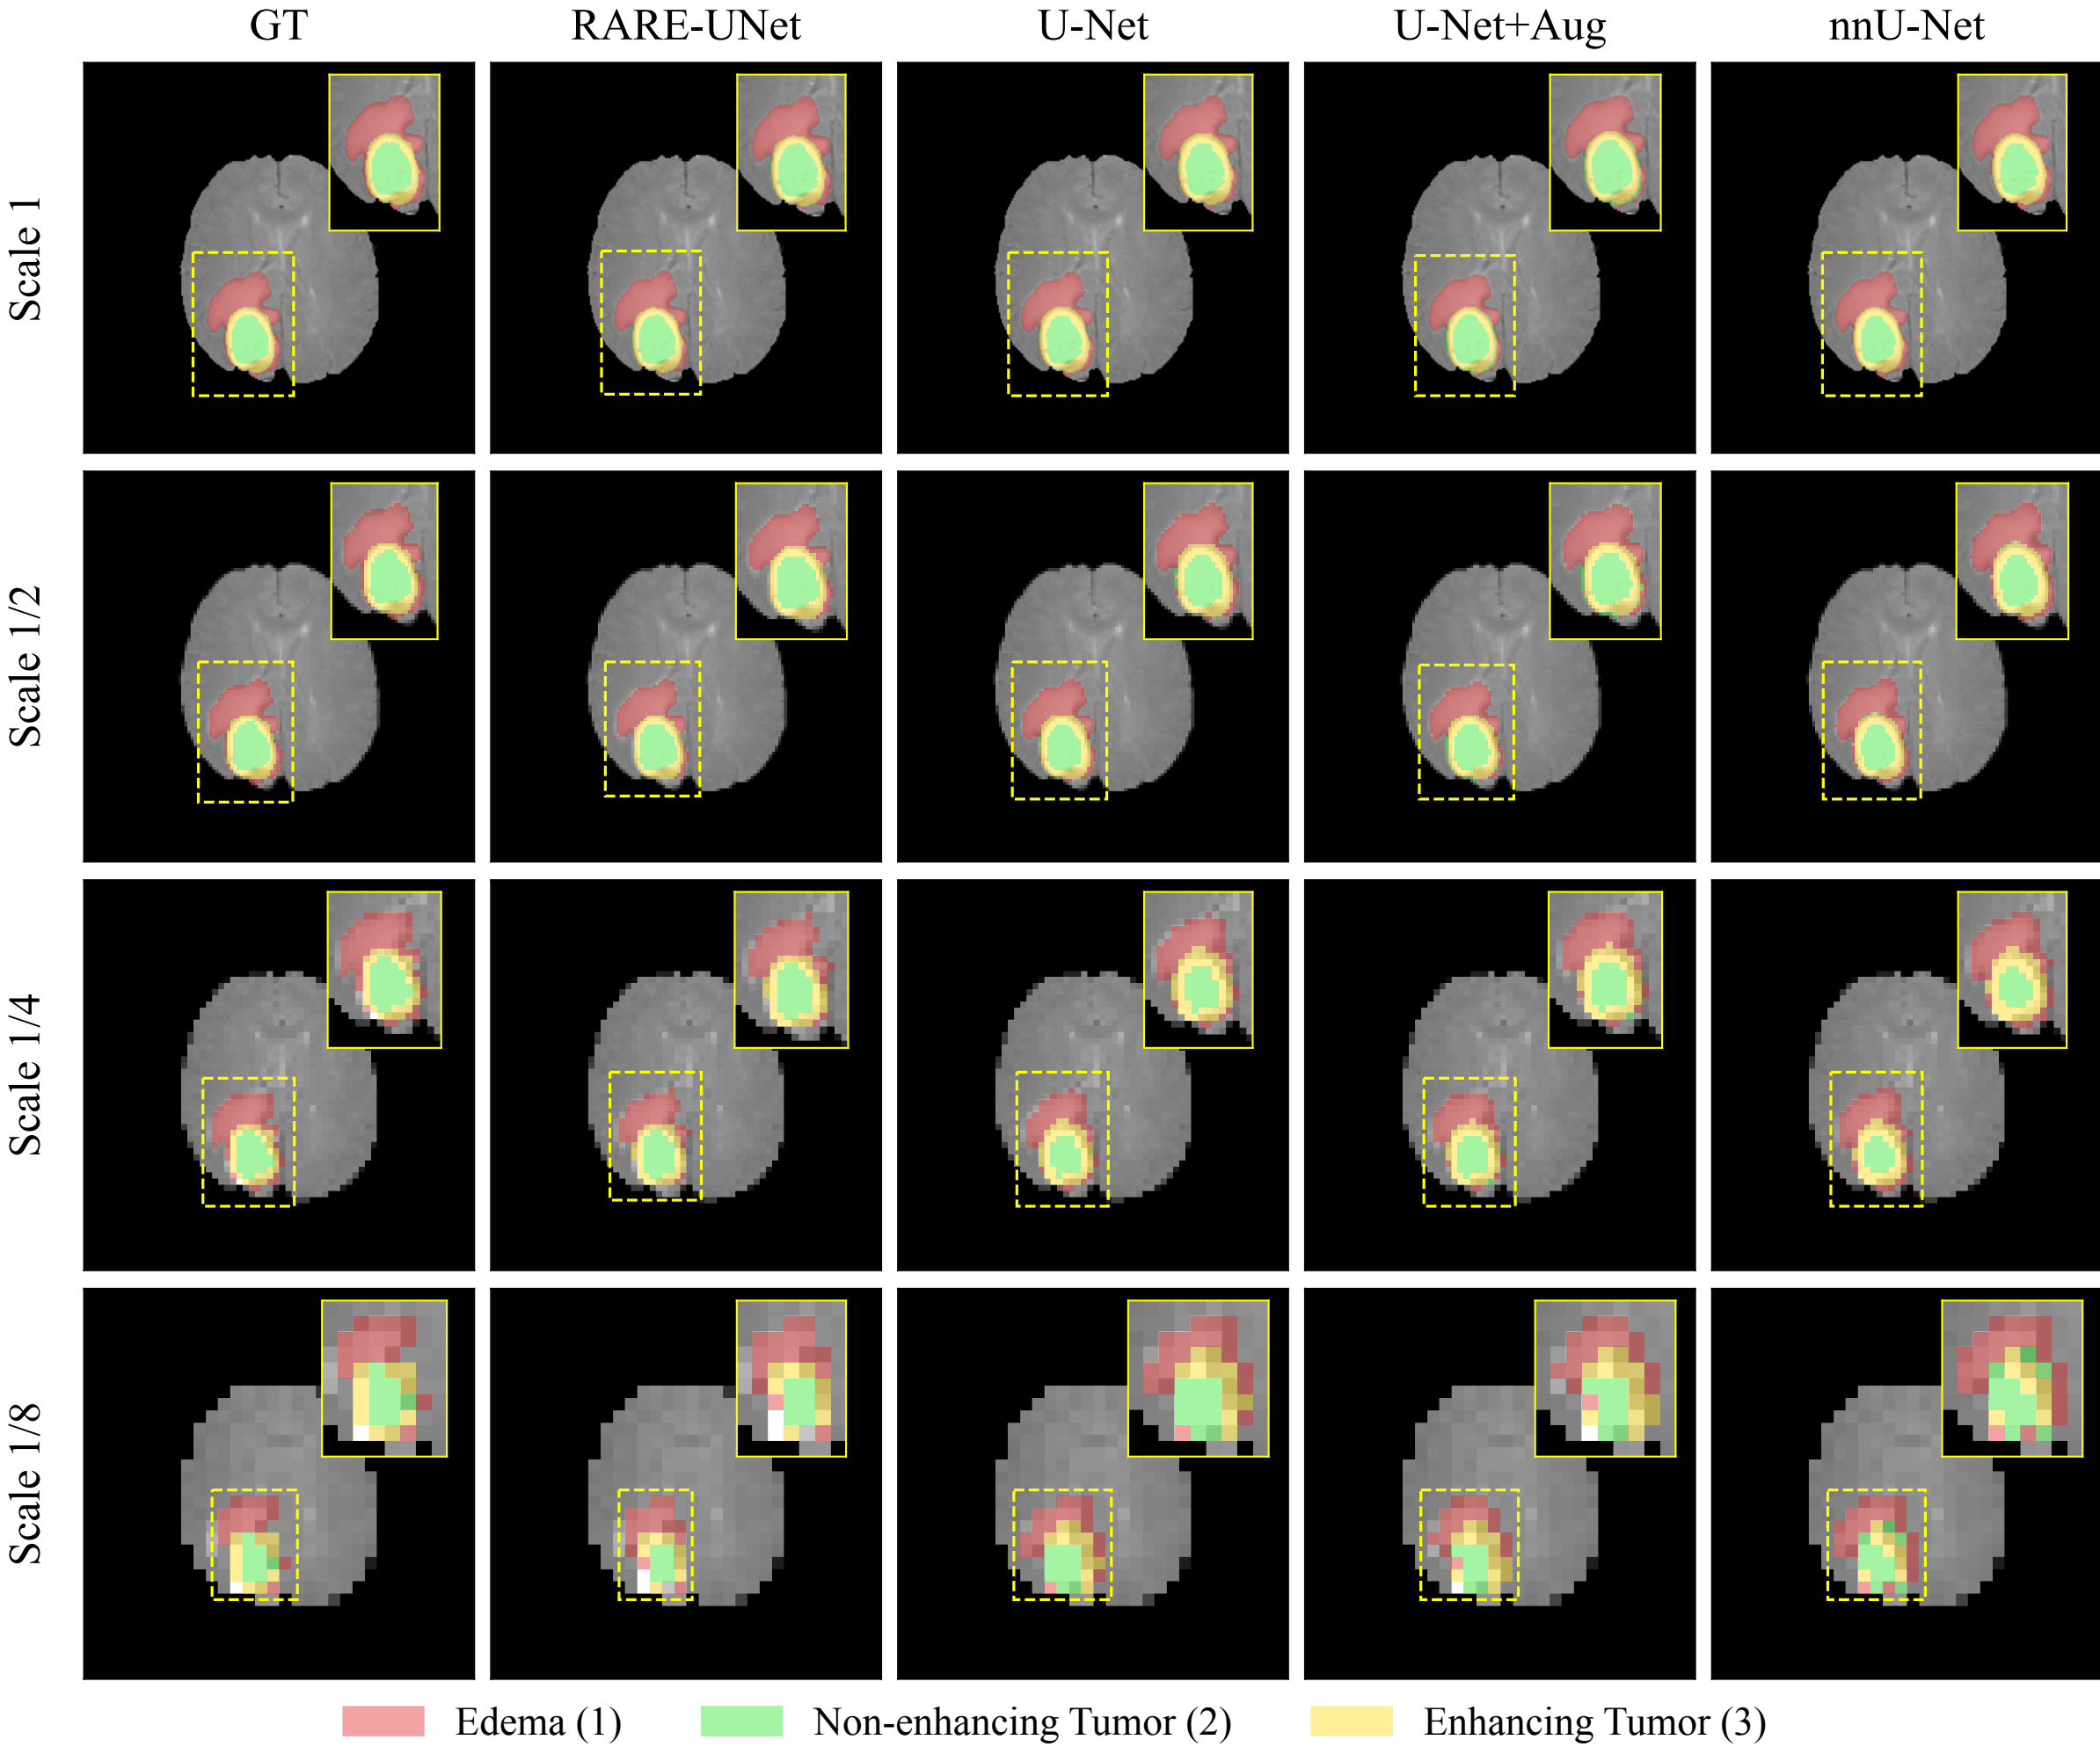 GT RARE-UNet U-Net U-Net+Aug nnU-Net
Scale 1
Scale 1/2
Scale 1/4
Scale 1/8
Edema (1) Non-enhancing Tumor (2) Enhancing Tumor (3)